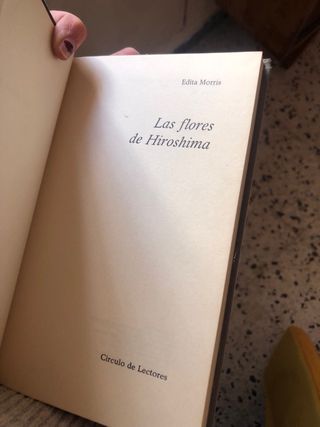 Edita Morris
Las flores
de Hiroshima
Círculo de Lectores